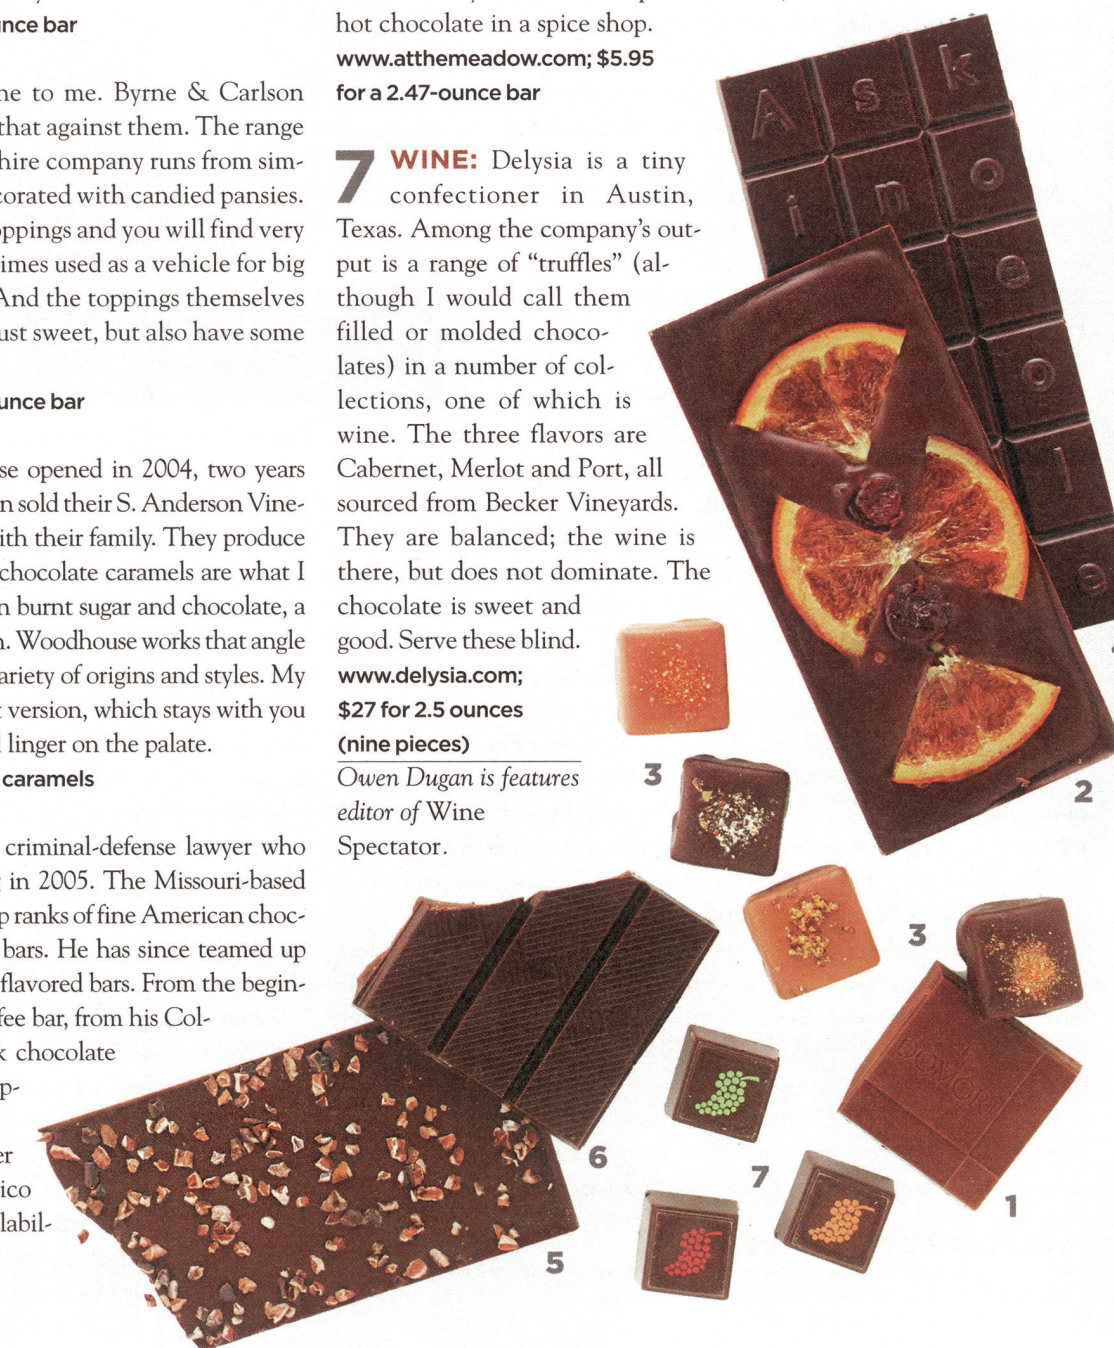 unce bar
ne to me. Byrne & Carlson
that against them. The range
hire company runs from sim-
corated with candied pansies.
oppings and you will find very
imes used as a vehicle for big
And the toppings themselves
ust sweet, but also have some
unce bar
se opened in 2004, two years
n sold their S. Anderson Vine-
ith their family. They produce
chocolate caramels are what I
n burnt sugar and chocolate, a
n. Woodhouse works that angle
ariety of origins and styles. My
t version, which stays with you
l linger on the palate.
caramels
criminal-defense lawyer who
g in 2005. The Missouri-based
p ranks of fine American choc-
bars. He has since teamed up
flavored bars. From the begin-
fee bar, from his Col-
k chocolate
p-
er
ico
labil-
hot chocolate in a spice shop.
www.atthemeadow.com; $5.95
for a 2.47-ounce bar
7 WINE: Delysia is a tiny
confectioner in Austin,
Texas. Among the company's out-
put is a range of "truffles" (al-
though I would call them
filled or molded choco-
lates) in a number of col-
lections, one of which is
wine. The three flavors are
Cabernet, Merlot and Port, all
sourced from Becker Vineyards.
They are balanced; the wine is
there, but does not dominate. The
chocolate is sweet and
good. Serve these blind.
www.delysia.com;
$27 for 2.5 ounces
(nine pieces)
Owen Dugan is features
editor of Wine
Spectator.
A s k
i n o
e
o
l
e
2
3
3
1
6
7
5